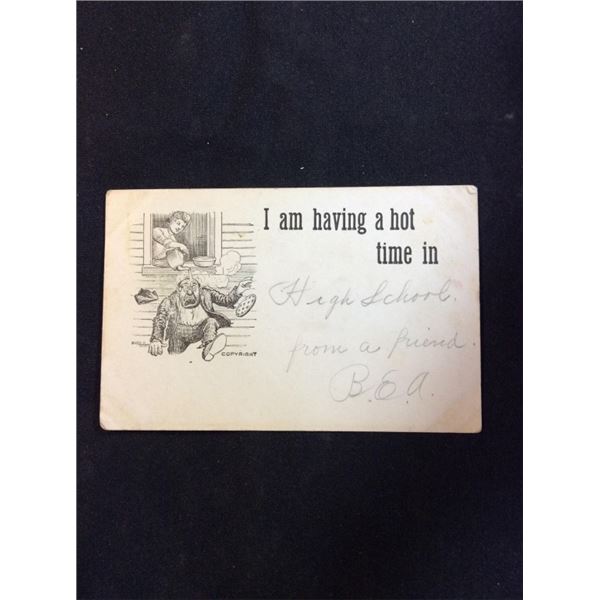 I am having a hot
time in
High School.
from a friend.
B.E.A.
COPYRIGHT